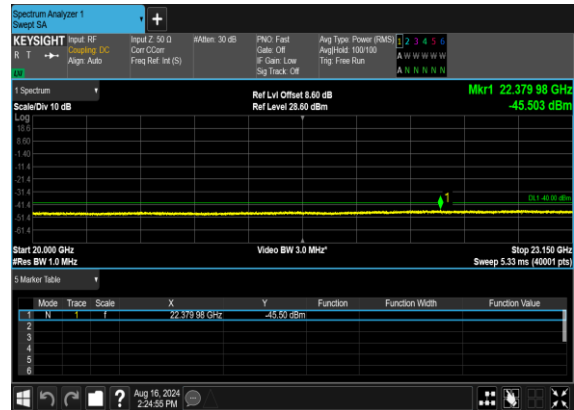 Spectrum Analyzer 1
Swept SA
+
KEYSIGHT
R T
Input: RF
Coupling: DC
Align: Auto
Input Z: 50 Ω
Corr CCorr
Freq Ref: Int (S)
#Atten: 30 dB
PNO: Fast
Gate: Off
IF Gain: Low
Sig Track: Off
Avg Type: Power (RMS)
Avg|Hold: 100/100
Trig: Free Run
1 2 3 4 5 6
A W W W W W
A N N N N N
LW
1 Spectrum
Scale/Div 10 dB
Ref Lvl Offset 8.60 dB
Ref Level 28.60 dBm
Mkr1 22.379 98 GHz
-45.503 dBm
Log
18.6
8.60
-1.40
-11.4
-21.4
-31.4
-41.4
-51.4
-61.4
1
DL1 -40.00 dBm
Start 20.000 GHz
#Res BW 1.0 MHz
Video BW 3.0 MHz*
Stop 23.150 GHz
Sweep 5.33 ms (40001 pts)
5 Marker Table
Mode Trace Scale X Y Function Function Width Function Value
1 N 1 f 22.379 98 GHz -45.50 dBm
2
3
4
5
6
?
Aug 16, 2024
2:24:55 PM